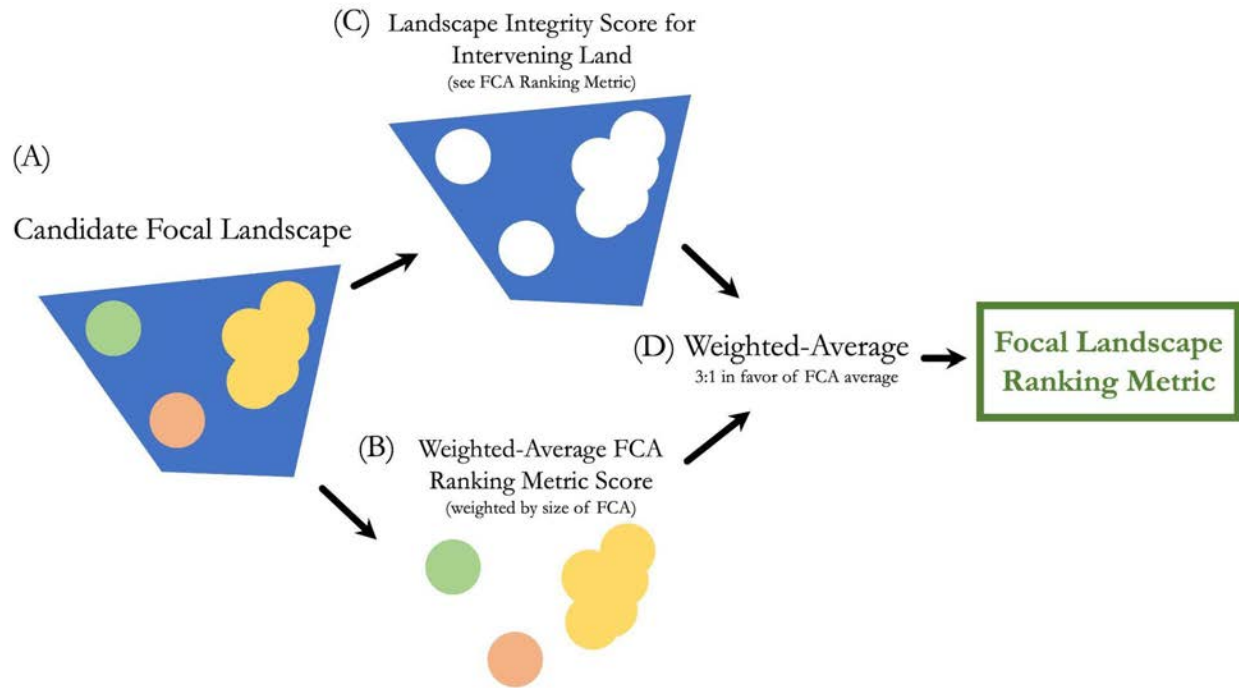 (C) Landscape Integrity Score for
Intervening Land
(see FCA Ranking Metric)
(A)
Candidate Focal Landscape
(D) Weighted-Average
3:1 in favor of FCA average
Focal Landscape
Ranking Metric
(B) Weighted-Average FCA
Ranking Metric Score
(weighted by size of FCA)